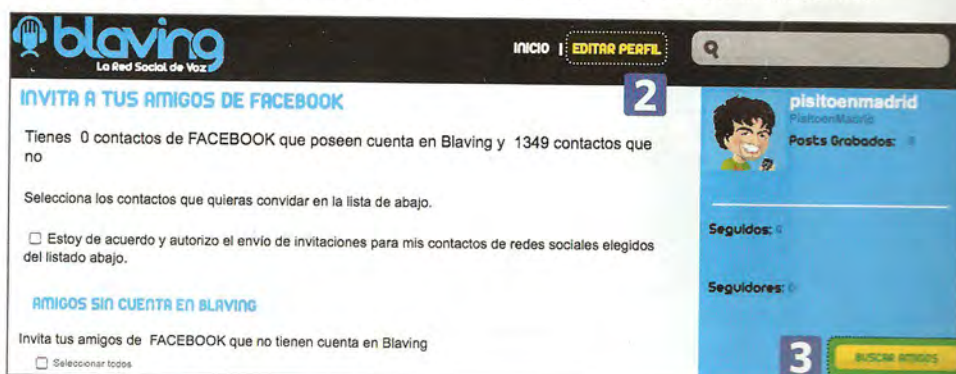 blaving
La Red Social de Voz
INICIO | EDITAR PERFIL
2
INVITA A TUS AMIGOS DE FACEBOOK
Tienes 0 contactos de FACEBOOK que poseen cuenta en Blaving y 1349 contactos que
no
Selecciona los contactos que quieras convidar en la lista de abajo.
Estoy de acuerdo y autorizo el envío de invitaciones para mis contactos de redes sociales elegidos
del listado abajo.
AMIGOS SIN CUENTA EN BLAVING
Invita tus amigos de FACEBOOK que no tienen cuenta en Blaving
Seleccionar todos
pisitoenmadrid
PisitoenMadrid
Posts Grabados:
Seguidos: 0
Seguidores: 0
3
BUSCAR AMIGOS